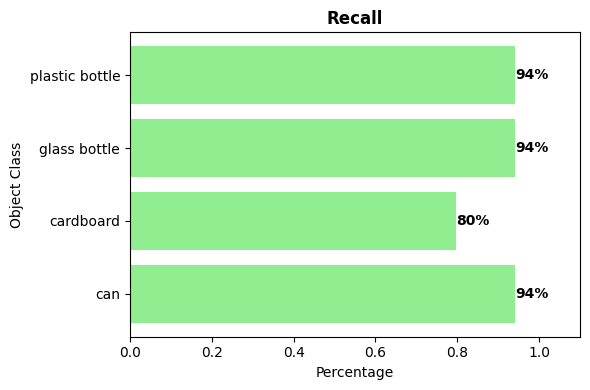 Recall
plastic bottle
94%
glass bottle
94%
cardboard
80%
can
94%
Object Class
0.0 0.2 0.4 0.6 0.8 1.0
Percentage